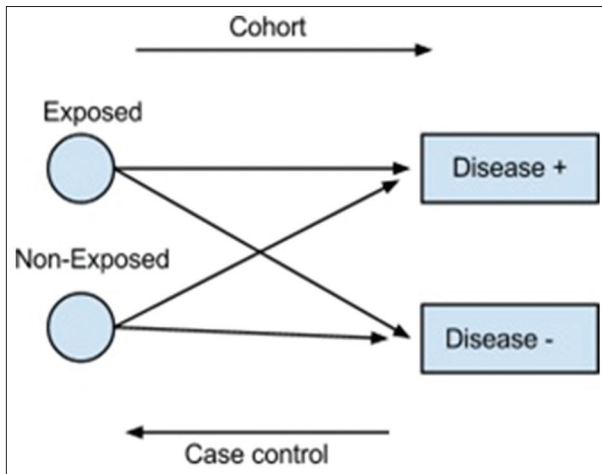 Cohort
Exposed
Disease +
Non-Exposed
Disease -
Case control